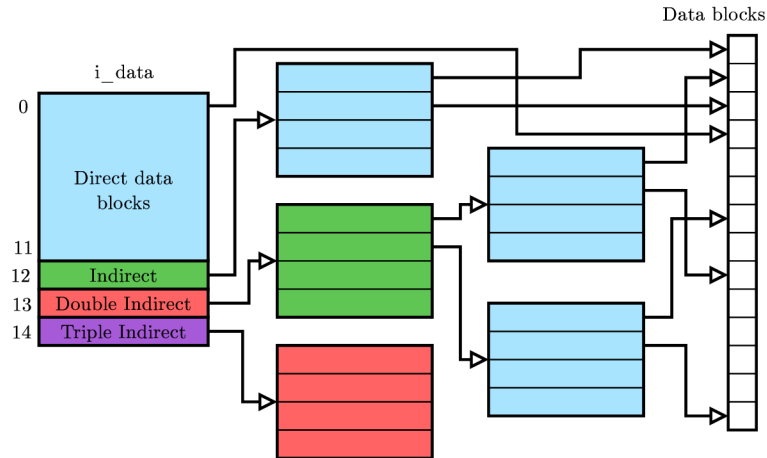 Data blocks
i_data
0
Direct data
blocks
11
12
Indirect
13
Double Indirect
14
Triple Indirect